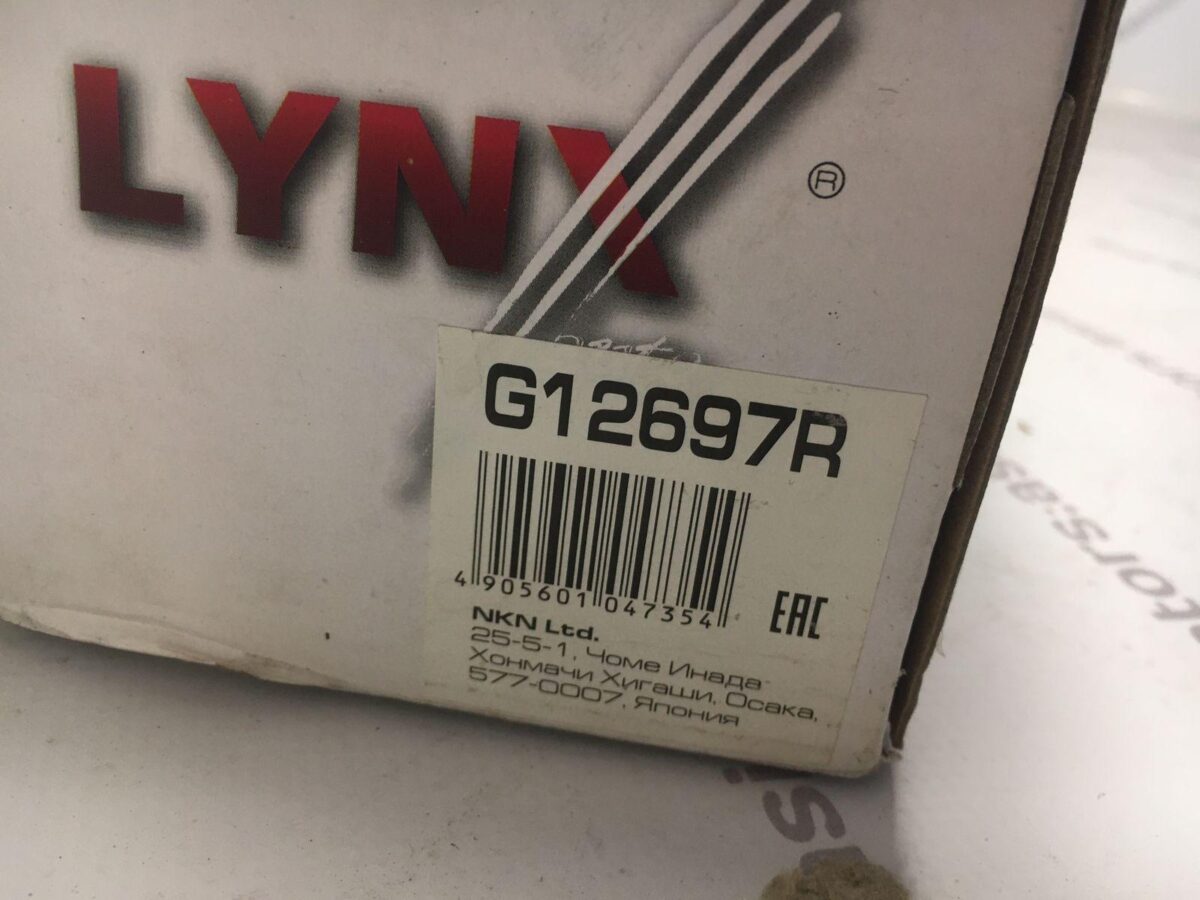 LYNX
®
G12697R
4 905601 047354
EAC
NKN Ltd.
25-5-1, Чоме Инада
Хонмачи Хигаши, Осака,
577-0007, Япония